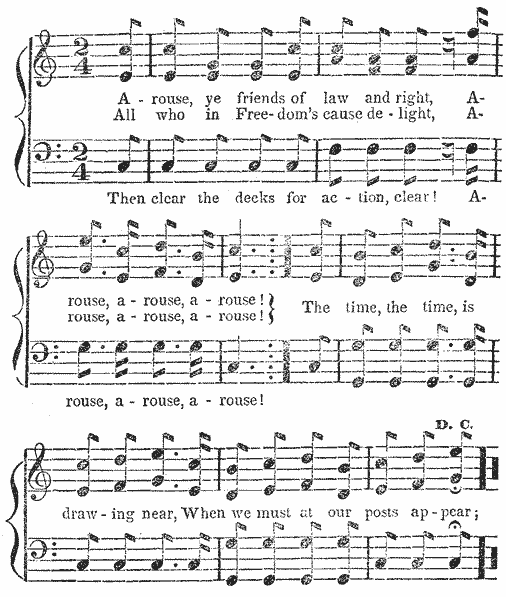 A - rouse, ye friends of law and right, A-
All who in Free-dom's cause de - light, A-
Then clear the decks for ac - tion, clear! A-
rouse, a - rouse, a - rouse!
rouse, a - rouse, a - rouse!
The time, the time, is
rouse, a - rouse, a - rouse!
D. C.
draw - ing near, When we must at our posts ap - pear;